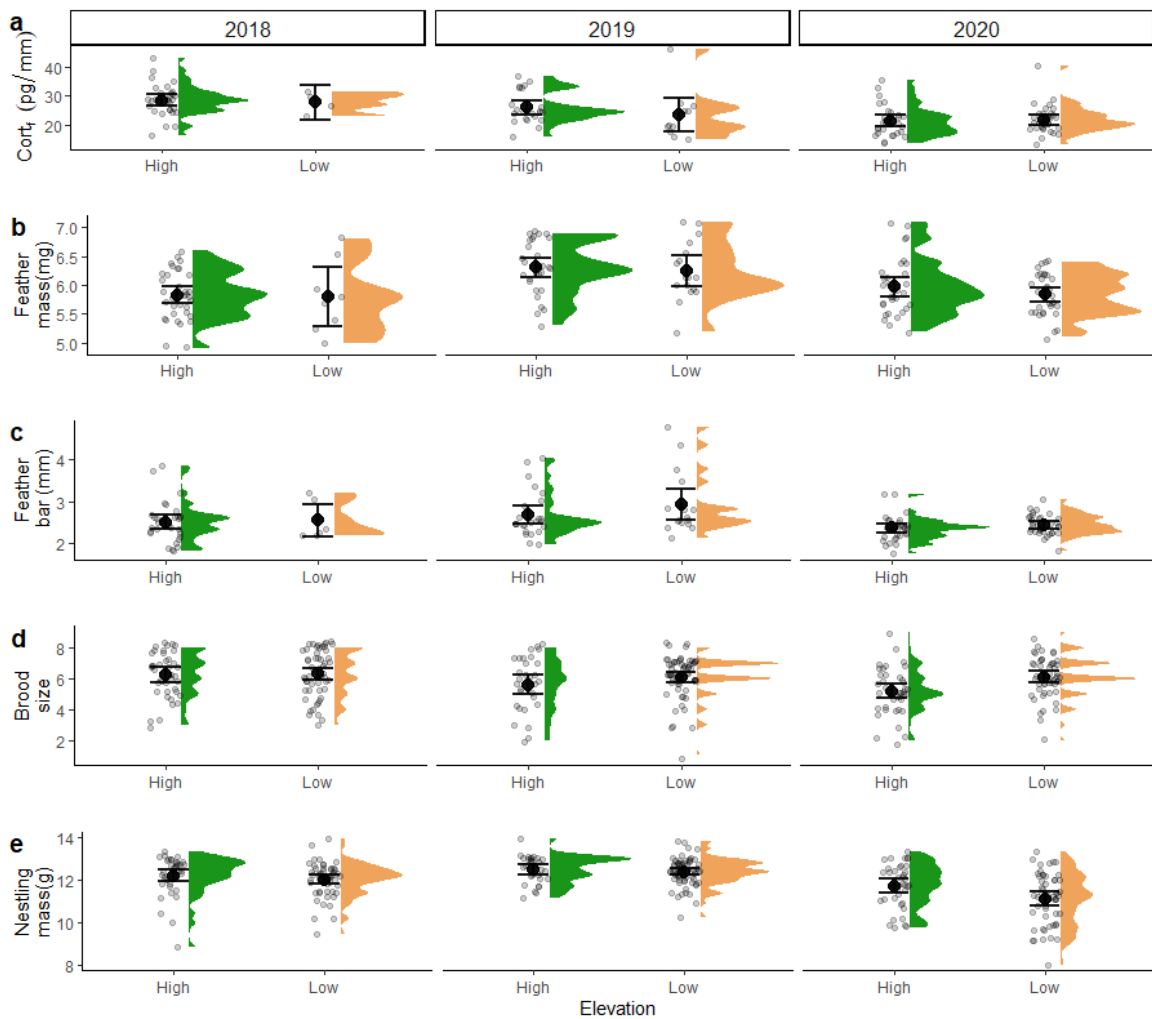 a
2018
2019
2020
Cort_f (pg/mm)
40
30
20
High
Low
High
Low
High
Low
b
Feather
mass(mg)
7.0
6.5
6.0
5.5
5.0
High
Low
High
Low
High
Low
c
Feather
bar (mm)
4
3
2
High
Low
High
Low
High
Low
d
Brood
size
8
6
4
2
High
Low
High
Low
High
Low
e
Nestling
mass(g)
14
12
10
8
High
Low
High
Low
High
Low
Elevation